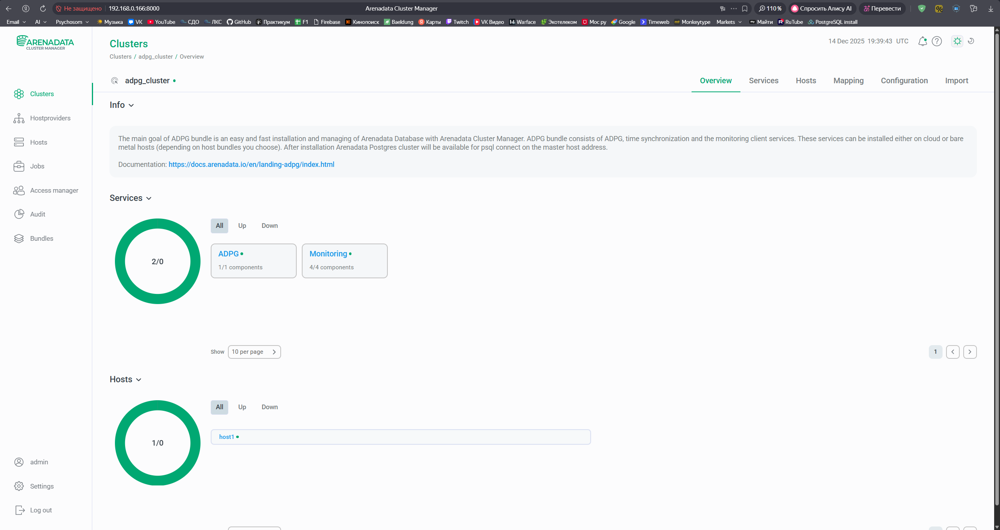 Не защищено 192.168.0.166:8000 Arenadata Cluster Manager 110 % Спросить Алису AI Перевести
Email AI Psychosom Музыка VK YouTube СДО ЛКС GitHub Практикум F1 Firebase Кинопоиск Baeldung Карты Twitch VK Видео Warface Экотелеком Мос ру Google Timeweb Monkeytype Markets Майти RuTube PostgreSQL install
ARENADATA
CLUSTER MANAGER
Clusters
14 Dec 2025 19:39:43 UTC
Clusters / adpg_cluster / Overview
adpg_cluster
Overview Services Hosts Mapping Configuration Import
Clusters
Hostproviders
Hosts
Jobs
Access manager
Audit
Bundles
admin
Settings
Log out
Info
The main goal of ADPG bundle is an easy and fast installation and managing of Arenadata Database with Arenadata Cluster Manager. ADPG bundle consists of ADPG, time synchronization and the monitoring client services. These services can be installed either on cloud or bare
metal hosts (depending on host bundles you choose). After installation Arenadata Postgres cluster will be available for psql connect on the master host address.
Documentation: https://docs.arenadata.io/en/landing-adpg/index.html
Services
All Up Down
2/0
ADPG Monitoring
1/1 components 4/4 components
Show 10 per page 1
Hosts
All Up Down
1/0
host1